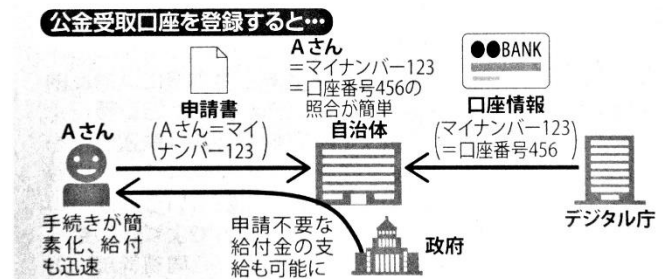 公金受取口座を登録すると…
Aさん
=マイナンバー123
=口座番号456の
照合が簡単
●●BANK
申請書
(Aさん=マイ
ナンバー123)
Aさん
自治体
口座情報
(マイナンバー123
=口座番号456)
デジタル庁
手続きが簡
素化、給付
も迅速
申請不要な
給付金の支
給も可能に
政府